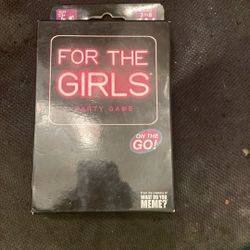 FOR THE
GIRLS
PARTY GAME
ON THE
GO!
WHAT DO YOU
MEME?